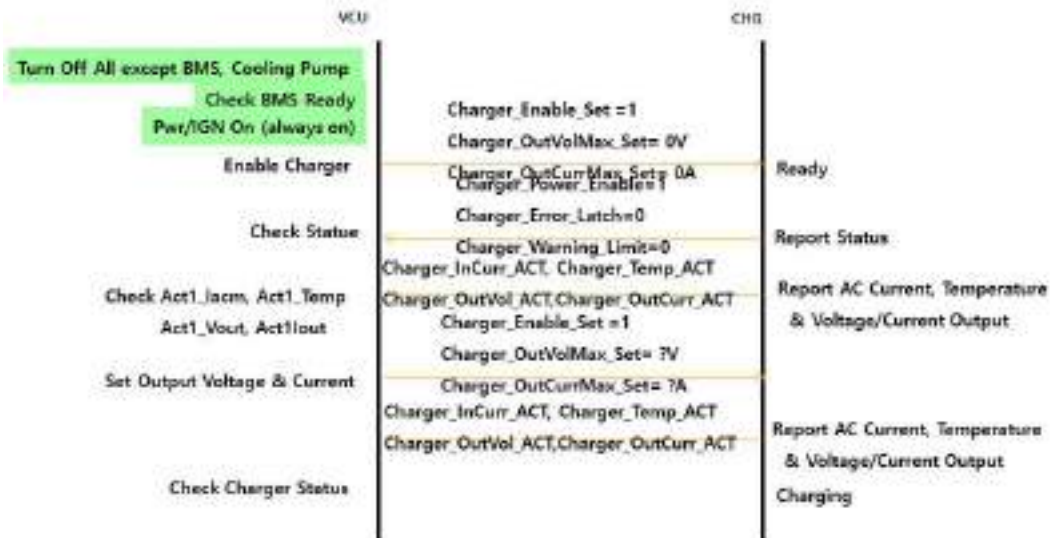 VCU
CHG
Turn Off All except BMS, Cooling Pump
Check BMS Ready
Pwr/IGN On (always on)
Enable Charger
Charger_Enable_Set =1
Charger_OutVolMax_Set= 0V
Charger_OutCurrMax_Set= 0A
Ready
Charger_Power_Enable=1
Charger_Error_Latch=0
Charger_Warning_Limit=0
Check Statue
Report Status
Charger_InCurr_ACT, Charger_Temp_ACT
Charger_OutVol_ACT,Charger_OutCurr_ACT
Check Act1_Iacm, Act1_Temp
Act1_Vout, Act1Iout
Report AC Current, Temperature
& Voltage/Current Output
Charger_Enable_Set =1
Charger_OutVolMax_Set= ?V
Charger_OutCurrMax_Set= ?A
Set Output Voltage & Current
Charger_InCurr_ACT, Charger_Temp_ACT
Charger_OutVol_ACT,Charger_OutCurr_ACT
Report AC Current, Temperature
& Voltage/Current Output
Check Charger Status
Charging